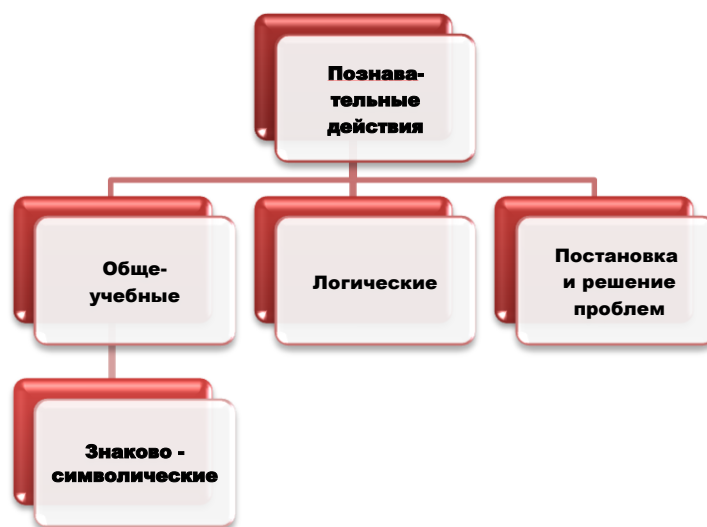 Познава-
тельные
действия
Обще-
учебные
Логические
Постановка
и решение
проблем
Знаково -
символические